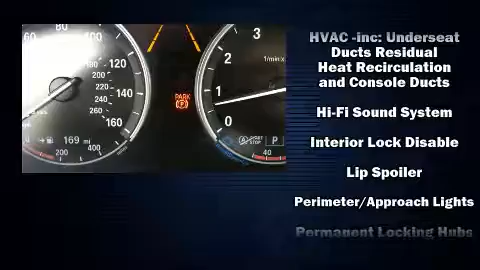 60
80
100
120
140
160
180
200
220
240
260
169 mi
400
200
PARK
(P)
3
2
1
0
1/min x
START
STOP
P
40
HVAC -inc: Underseat
Ducts Residual
Heat Recirculation
and Console Ducts
Hi-Fi Sound System
Interior Lock Disable
Lip Spoiler
Perimeter/Approach Lights
Permanent Locking Hubs